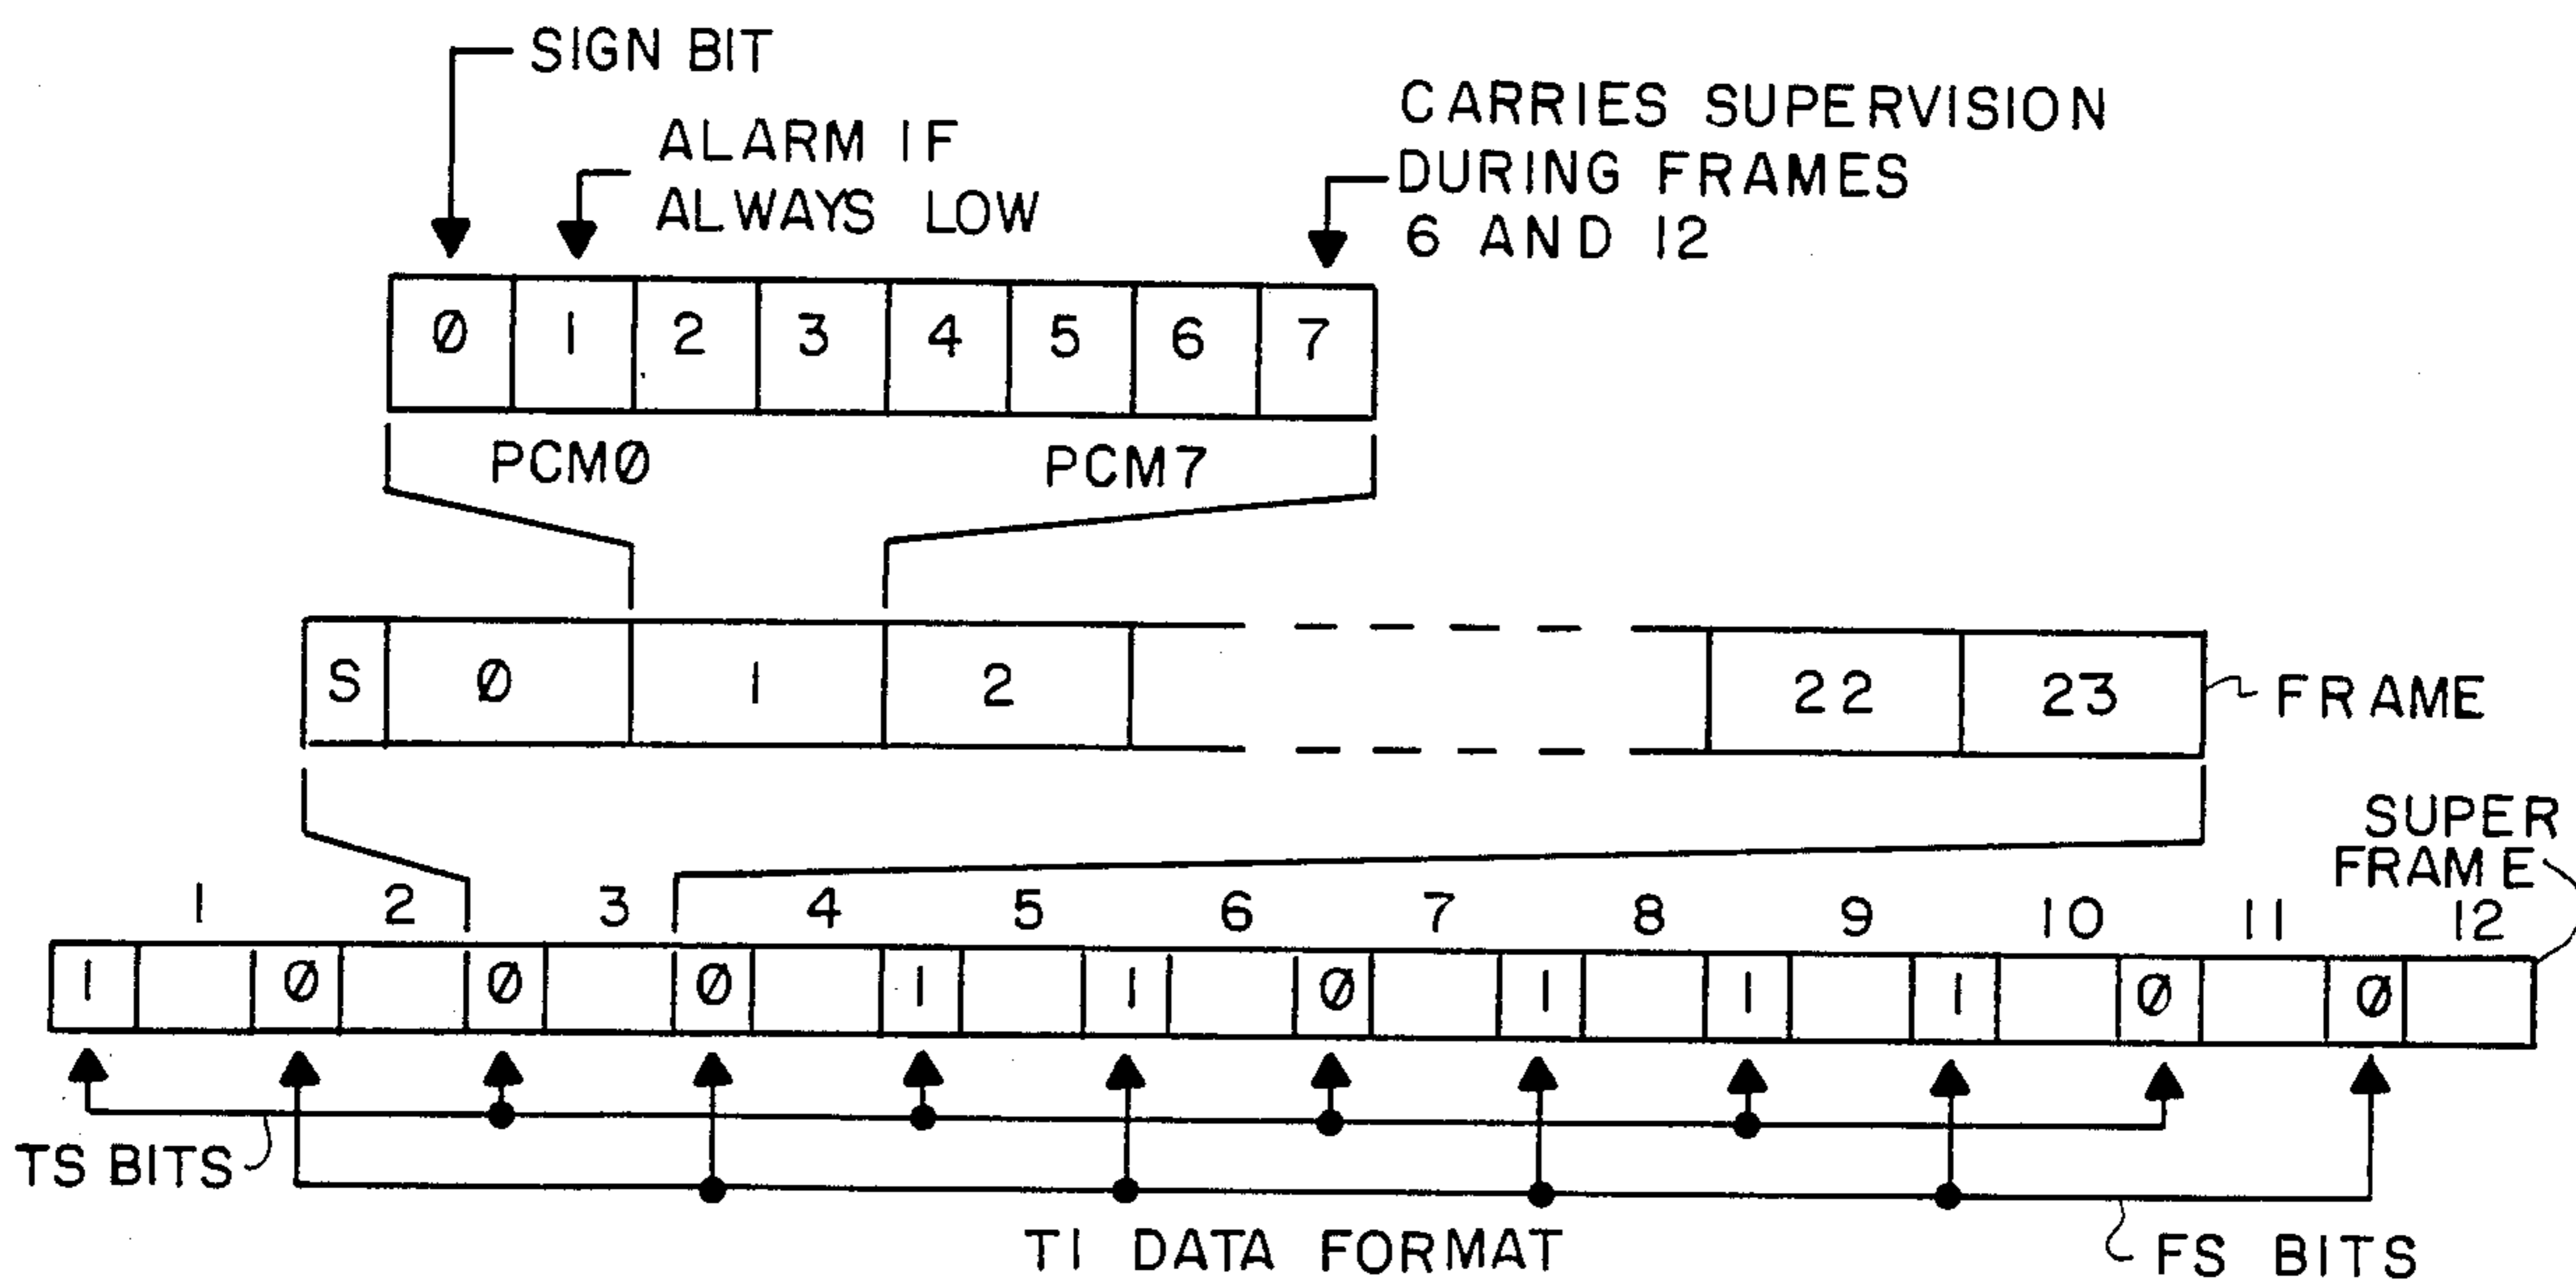 SIGN BIT
ALARM IF
ALWAYS LOW
CARRIES SUPERVISION
DURING FRAMES
6 AND 12
Ø 1 2 3 4 5 6 7
PCMØ PCM7
S Ø 1 2 22 23 FRAME
SUPER
FRAME
1 2 3 4 5 6 7 8 9 10 11 12
1 Ø Ø Ø 1 1 Ø 1 1 1 Ø Ø
TS BITS
T1 DATA FORMAT
FS BITS